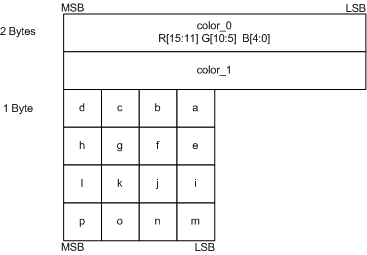 MSB LSB
2 Bytes color_0
R[15:11] G[10:5] B[4:0]
color_1
1 Byte d c b a
h g f e
l k j i
p o n m
MSB LSB